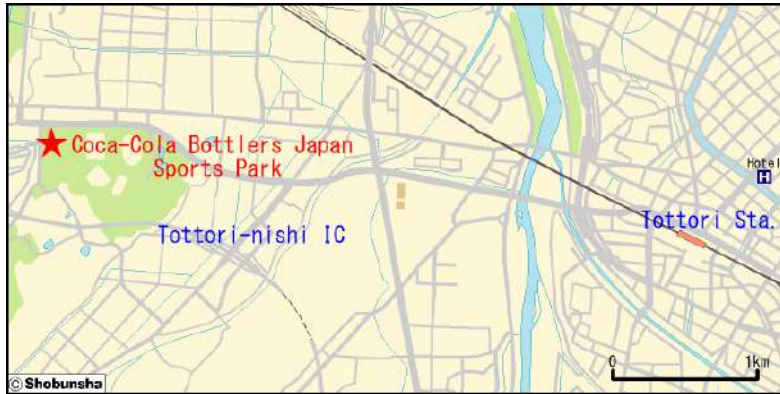 Coca-Cola Bottlers Japan
Sports Park
Hotel
H
Tottori Sta.
Tottori-nishi IC
0 1km
© Shobunsha